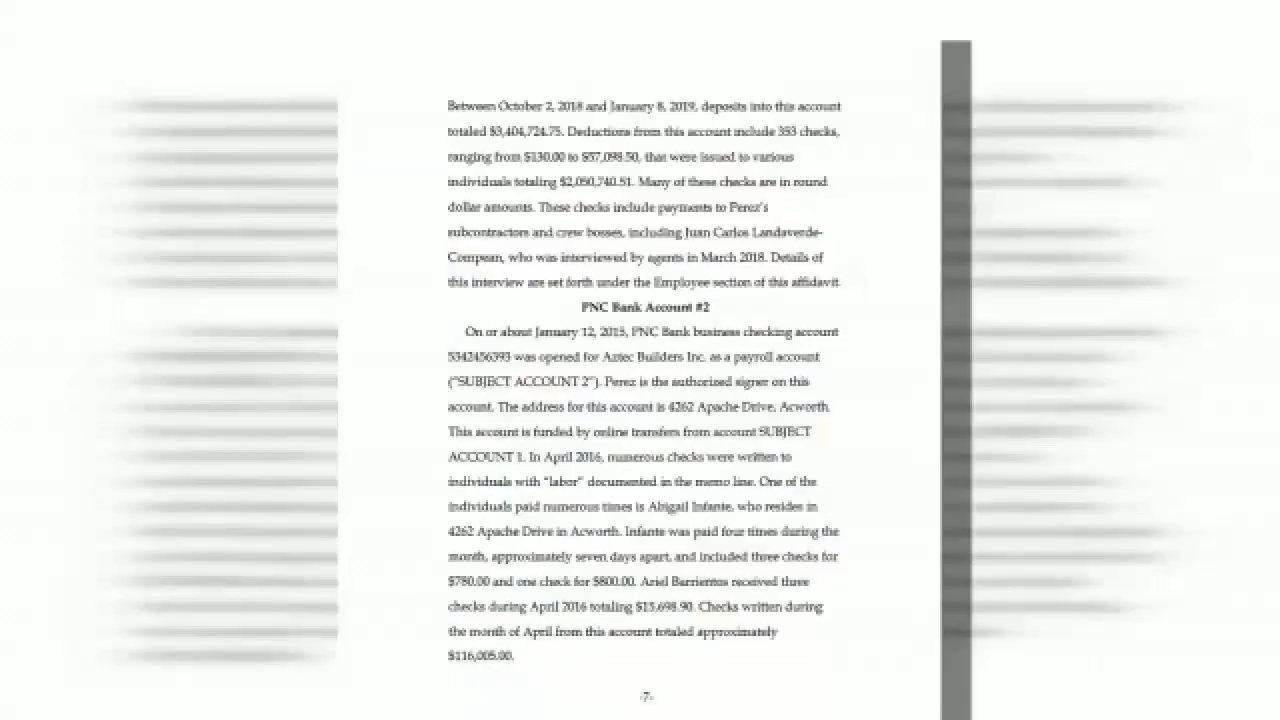 Between October 2, 2018 and January 8, 2019, deposits into this account
totaled $3,404,724.75. Deductions from this account include 353 checks,
ranging from $130.00 to $57,098.50, that were issued to various
individuals totaling $2,050,740.51. Many of these checks are in round
dollar amounts. These checks include payments to Perez's
subcontractors and crew bosses, including Juan Carlos Landaverde-
Compean, who was interviewed by agents in March 2018. Details of
this interview are set forth under the Employee section of this affidavit.
PNC Bank Account #2
On or about January 12, 2015, PNC Bank business checking account
5342456393 was opened for Aztec Builders Inc. as a payroll account
("SUBJECT ACCOUNT 2"). Perez is the authorized signer on this
account. The address for this account is 4262 Apache Drive, Acworth.
This account is funded by online transfers from account SUBJECT
ACCOUNT 1. In April 2016, numerous checks were written to
individuals with "labor" documented in the memo line. One of the
individuals paid numerous times is Abigail Infante, who resides in
4262 Apache Drive in Acworth. Infante was paid four times during the
month, approximately seven days apart, and included three checks for
$780.00 and one check for $800.00. Ariel Barrientos received three
checks during April 2016 totaling $15,698.90. Checks written during
the month of April from this account totaled approximately
$116,005.00.
-7-